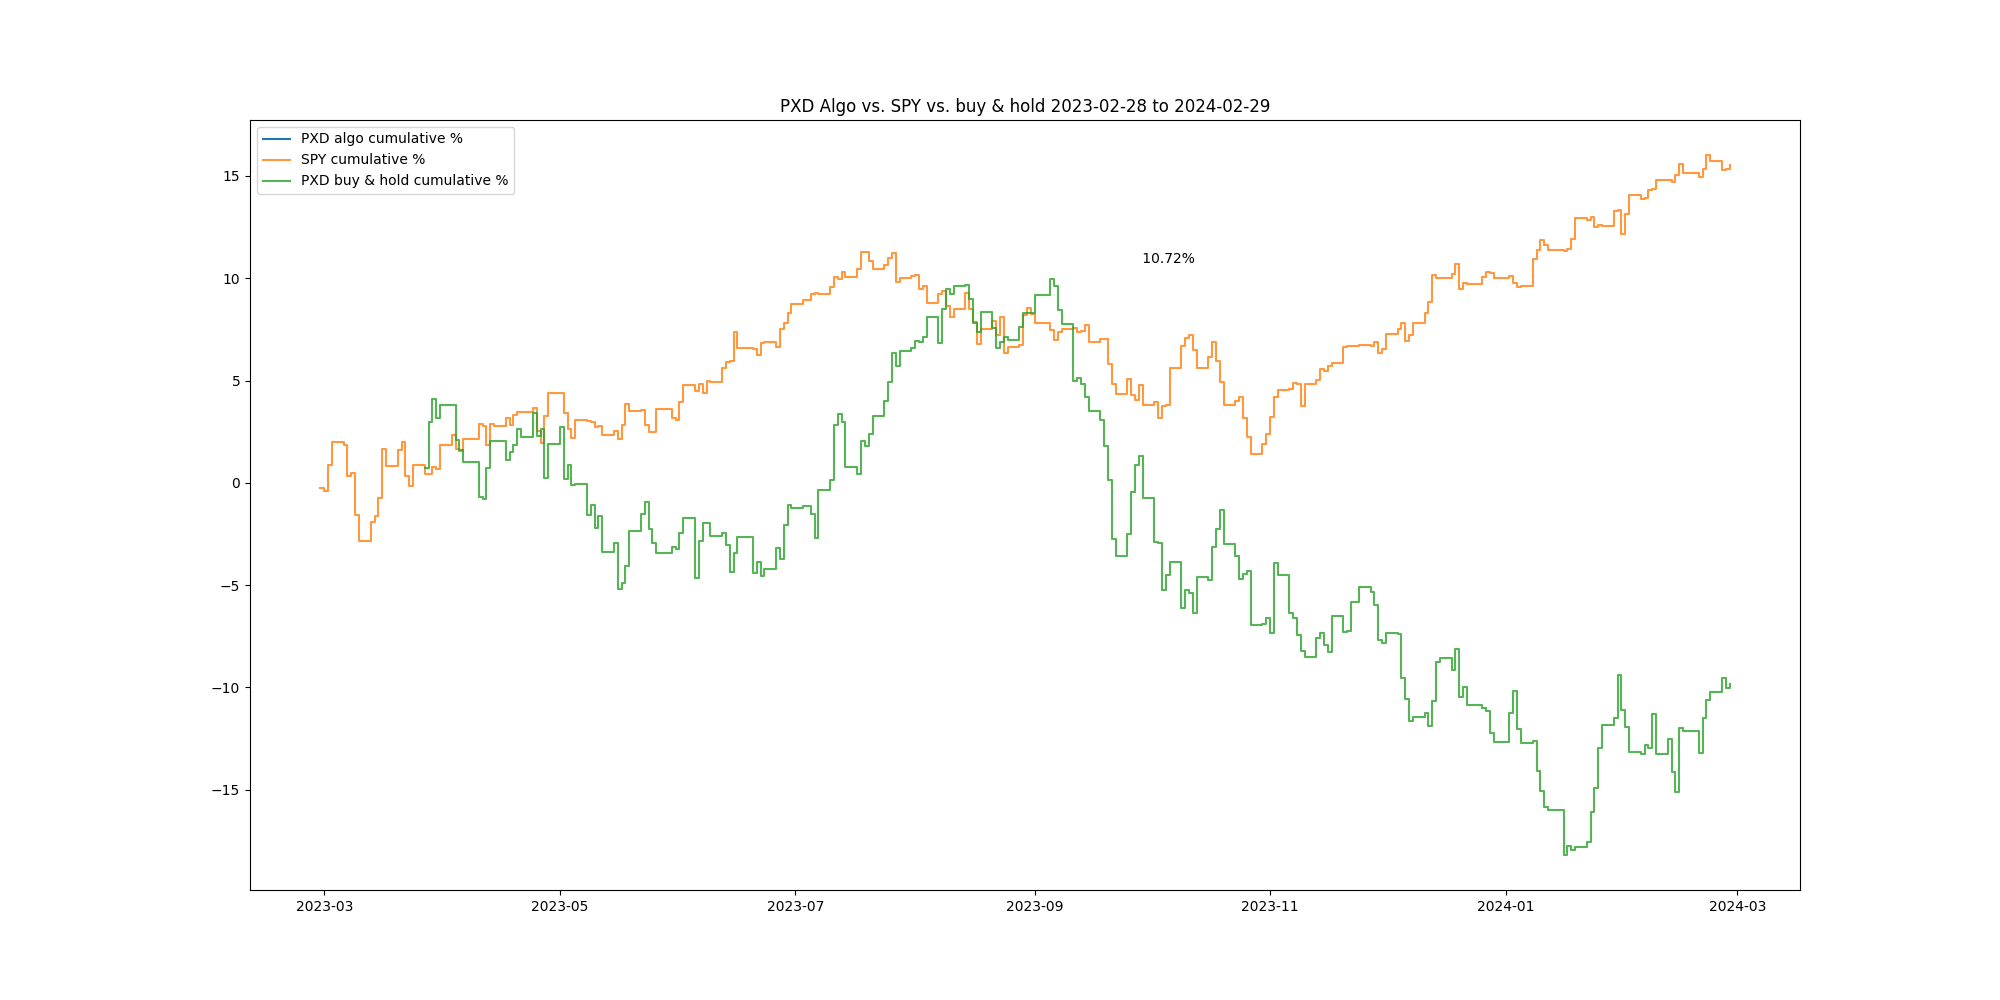 PXD Algo vs. SPY vs. buy & hold 2023-02-28 to 2024-02-29
PXD algo cumulative %
SPY cumulative %
PXD buy & hold cumulative %
15
10.72%
10
5
0
−5
−10
−15
2023-03 2023-05 2023-07 2023-09 2023-11 2024-01 2024-03